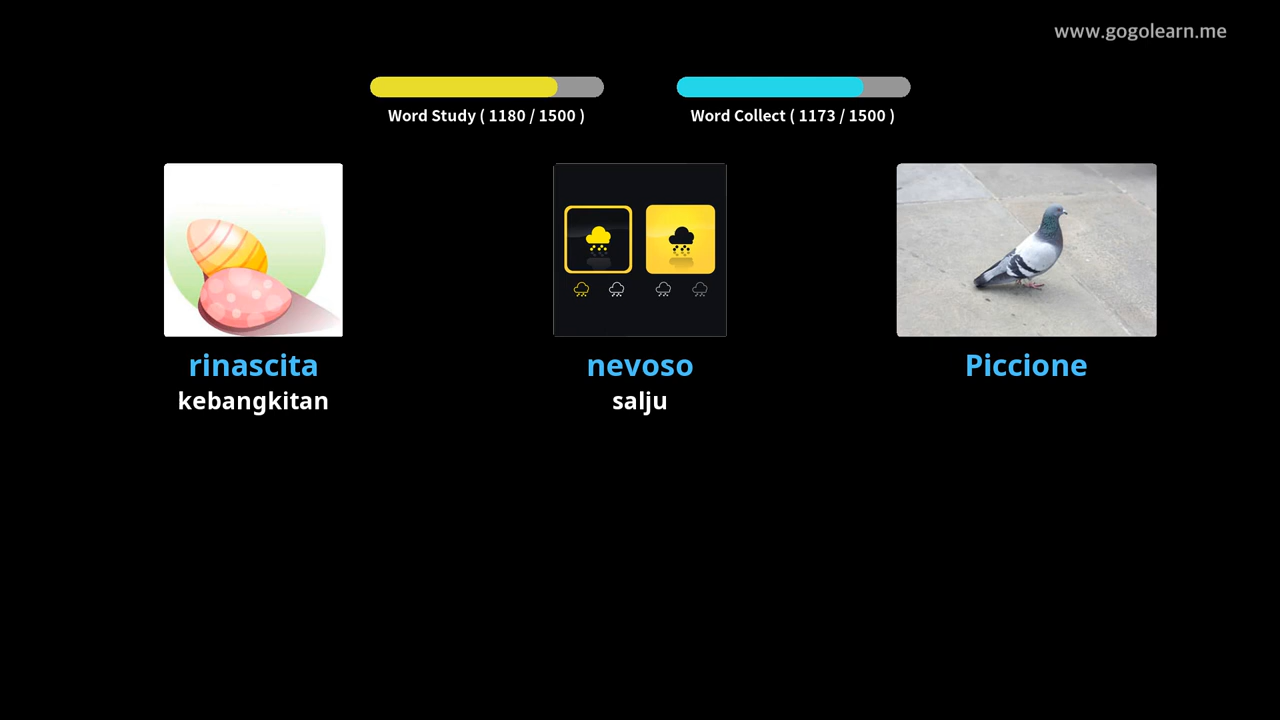 www.gogolearn.me
Word Study ( 1180 / 1500 )
Word Collect ( 1173 / 1500 )
rinascita
kebangkitan
nevoso
salju
Piccione